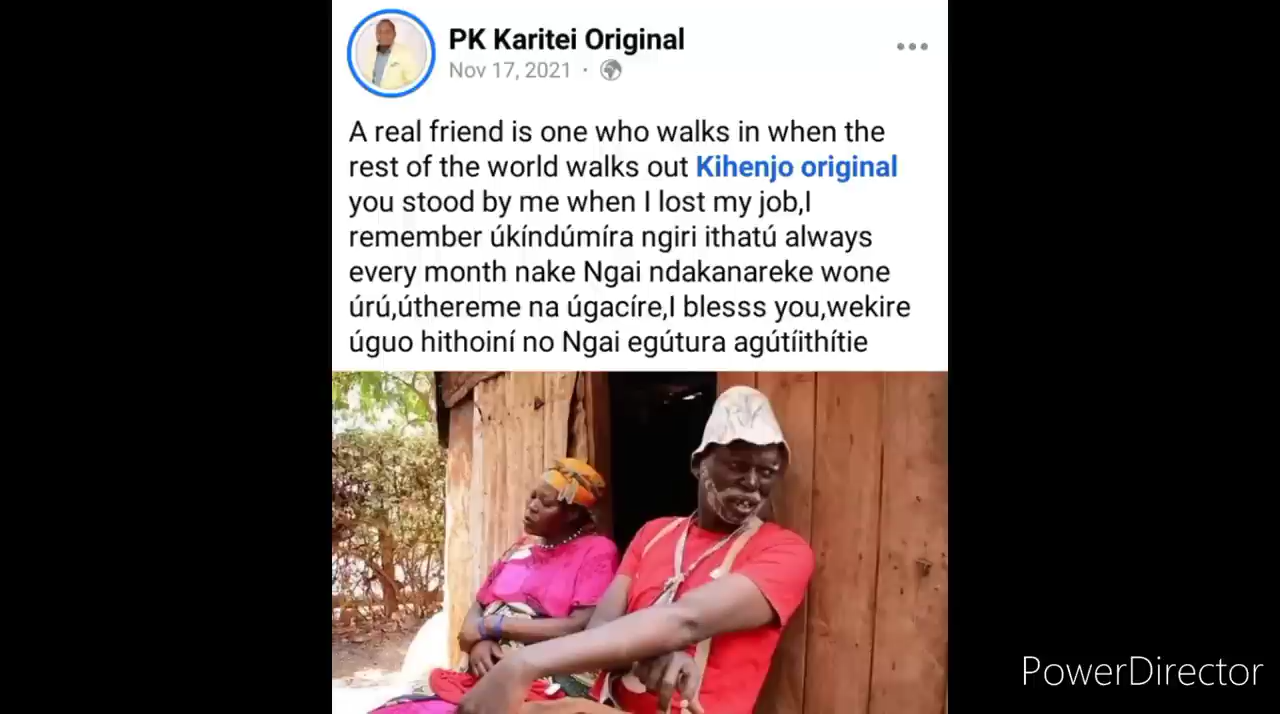 PK Karitei Original
Nov 17, 2021 ·
A real friend is one who walks in when the
rest of the world walks out Kihenjo original
you stood by me when I lost my job,I
remember úkíndúmíra ngiri ithatú always
every month nake Ngai ndakanareke wone
úrú,úthereme na úgacíre,I blesss you,wekire
úguo hithoiní no Ngai egútura agútíithítie
PowerDirector